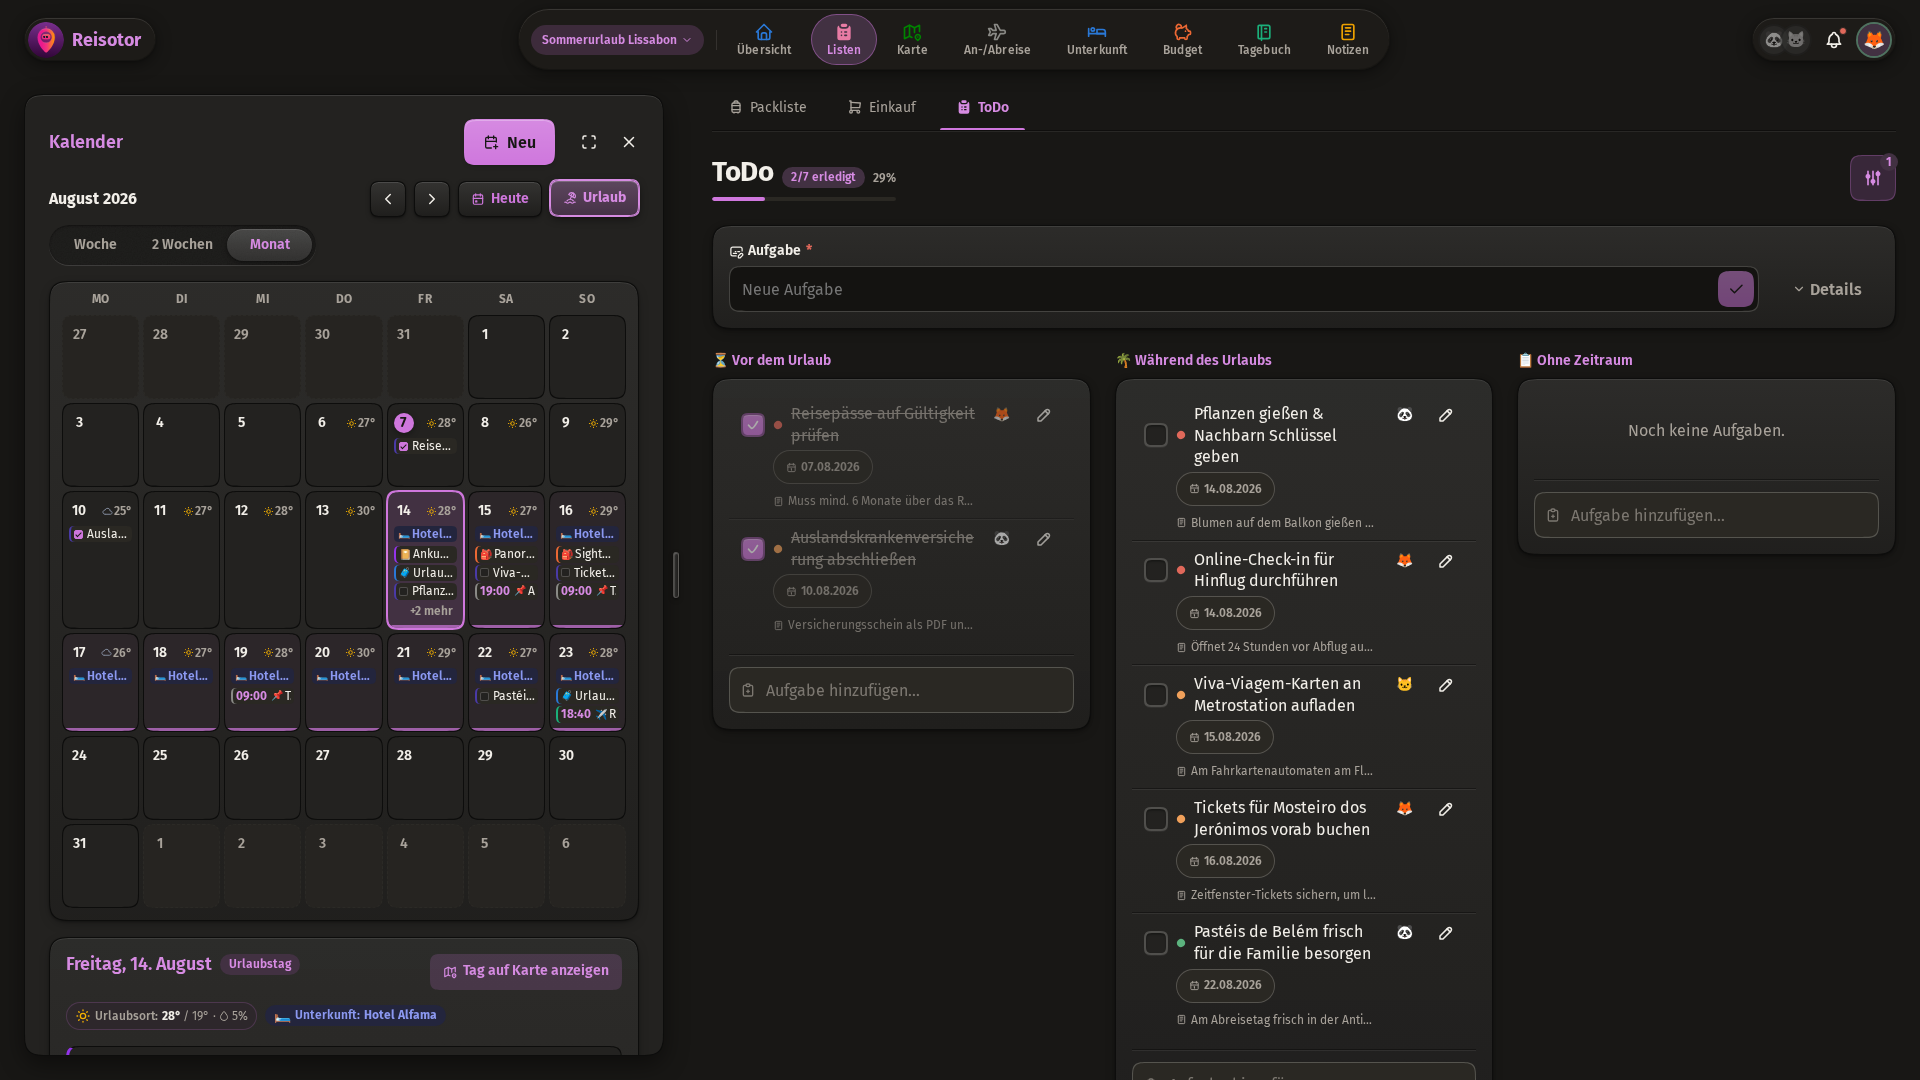 Reisotor
Sommerurlaub Lissabon
Übersicht
Listen
Karte
An-/Abreise
Unterkunft
Budget
Tagebuch
Notizen
Kalender
Neu
August 2026
Heute
Urlaub
Woche
2 Wochen
Monat
MO DI MI DO FR SA SO
27 28 29 30 31 1 2
3 4 5 6 27° 7 28° 8 26° 9 29°
Reise...
10 25° 11 27° 12 28° 13 30° 14 28° 15 27° 16 29°
Ausla... Hotel... Hotel... Hotel...
Anku... Panor... Sight...
Urlau... Viva-... Ticket...
Pflanz... 19:00 A 09:00 T
+2 mehr
17 26° 18 27° 19 28° 20 30° 21 29° 22 27° 23 28°
Hotel... Hotel... Hotel... Hotel... Hotel... Hotel... Hotel...
09:00 T Pastéi... Urlau...
18:40 R
24 25 26 27 28 29 30
31 1 2 3 4 5 6
Freitag, 14. August
Urlaubstag
Tag auf Karte anzeigen
Urlaubsort: 28° / 19° · 5%
Unterkunft: Hotel Alfama
Packliste
Einkauf
ToDo
ToDo
2/7 erledigt
29%
1
Aufgabe *
Neue Aufgabe
Details
Vor dem Urlaub
Reisepässe auf Gültigkeit
prüfen
07.08.2026
Muss mind. 6 Monate über das R...
Auslandskrankenversiche
rung abschließen
10.08.2026
Versicherungsschein als PDF un...
Aufgabe hinzufügen...
Während des Urlaubs
Pflanzen gießen &
Nachbarn Schlüssel
geben
14.08.2026
Blumen auf dem Balkon gießen ...
Online-Check-in für
Hinflug durchführen
14.08.2026
Öffnet 24 Stunden vor Abflug au...
Viva-Viagem-Karten an
Metrostation aufladen
15.08.2026
Am Fahrkartenautomaten am Fl...
Tickets für Mosteiro dos
Jerónimos vorab buchen
16.08.2026
Zeitfenster-Tickets sichern, um l...
Pastéis de Belém frisch
für die Familie besorgen
22.08.2026
Am Abreisetag frisch in der Anti...
Ohne Zeitraum
Noch keine Aufgaben.
Aufgabe hinzufügen...